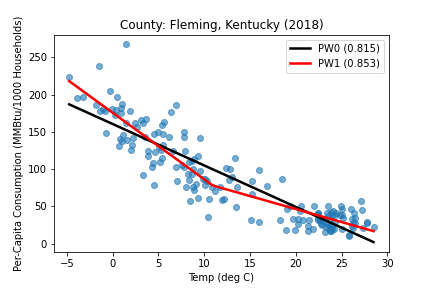 County: Fleming, Kentucky (2018)
PW0 (0.815)
PW1 (0.853)
Per-Capita Consumption (MMBtu/1000 Households)
250
200
150
100
50
0
−5 0 5 10 15 20 25 30
Temp (deg C)